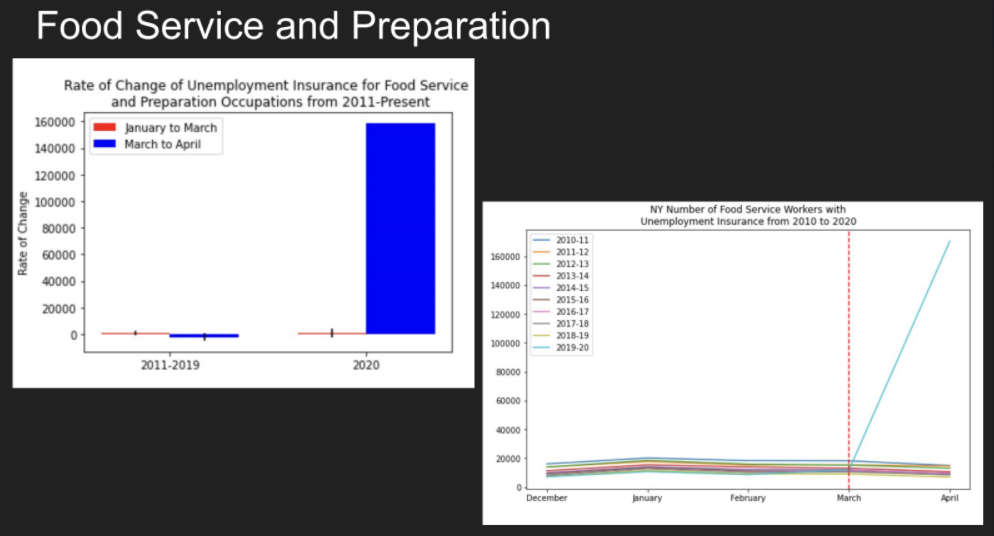 Food Service and Preparation
Rate of Change of Unemployment Insurance for Food Service
and Preparation Occupations from 2011-Present
Rate of Change
160000
140000
120000
100000
80000
60000
40000
20000
0
January to March
March to April
2011-2019
2020
NY Number of Food Service Workers with
Unemployment Insurance from 2010 to 2020
160000
140000
120000
100000
80000
60000
40000
20000
0
2010-11
2011-12
2012-13
2013-14
2014-15
2015-16
2016-17
2017-18
2018-19
2019-20
December
January
February
March
April